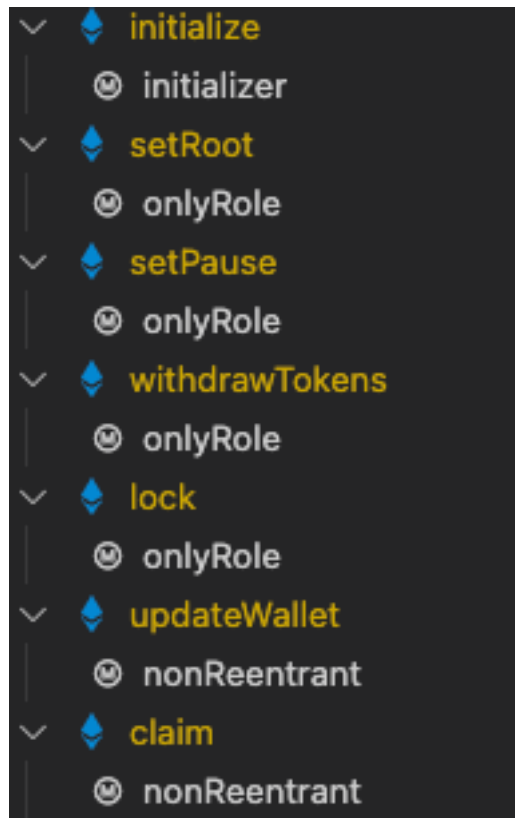 initialize
initializer
setRoot
onlyRole
setPause
onlyRole
withdrawTokens
onlyRole
lock
onlyRole
updateWallet
nonReentrant
claim
nonReentrant